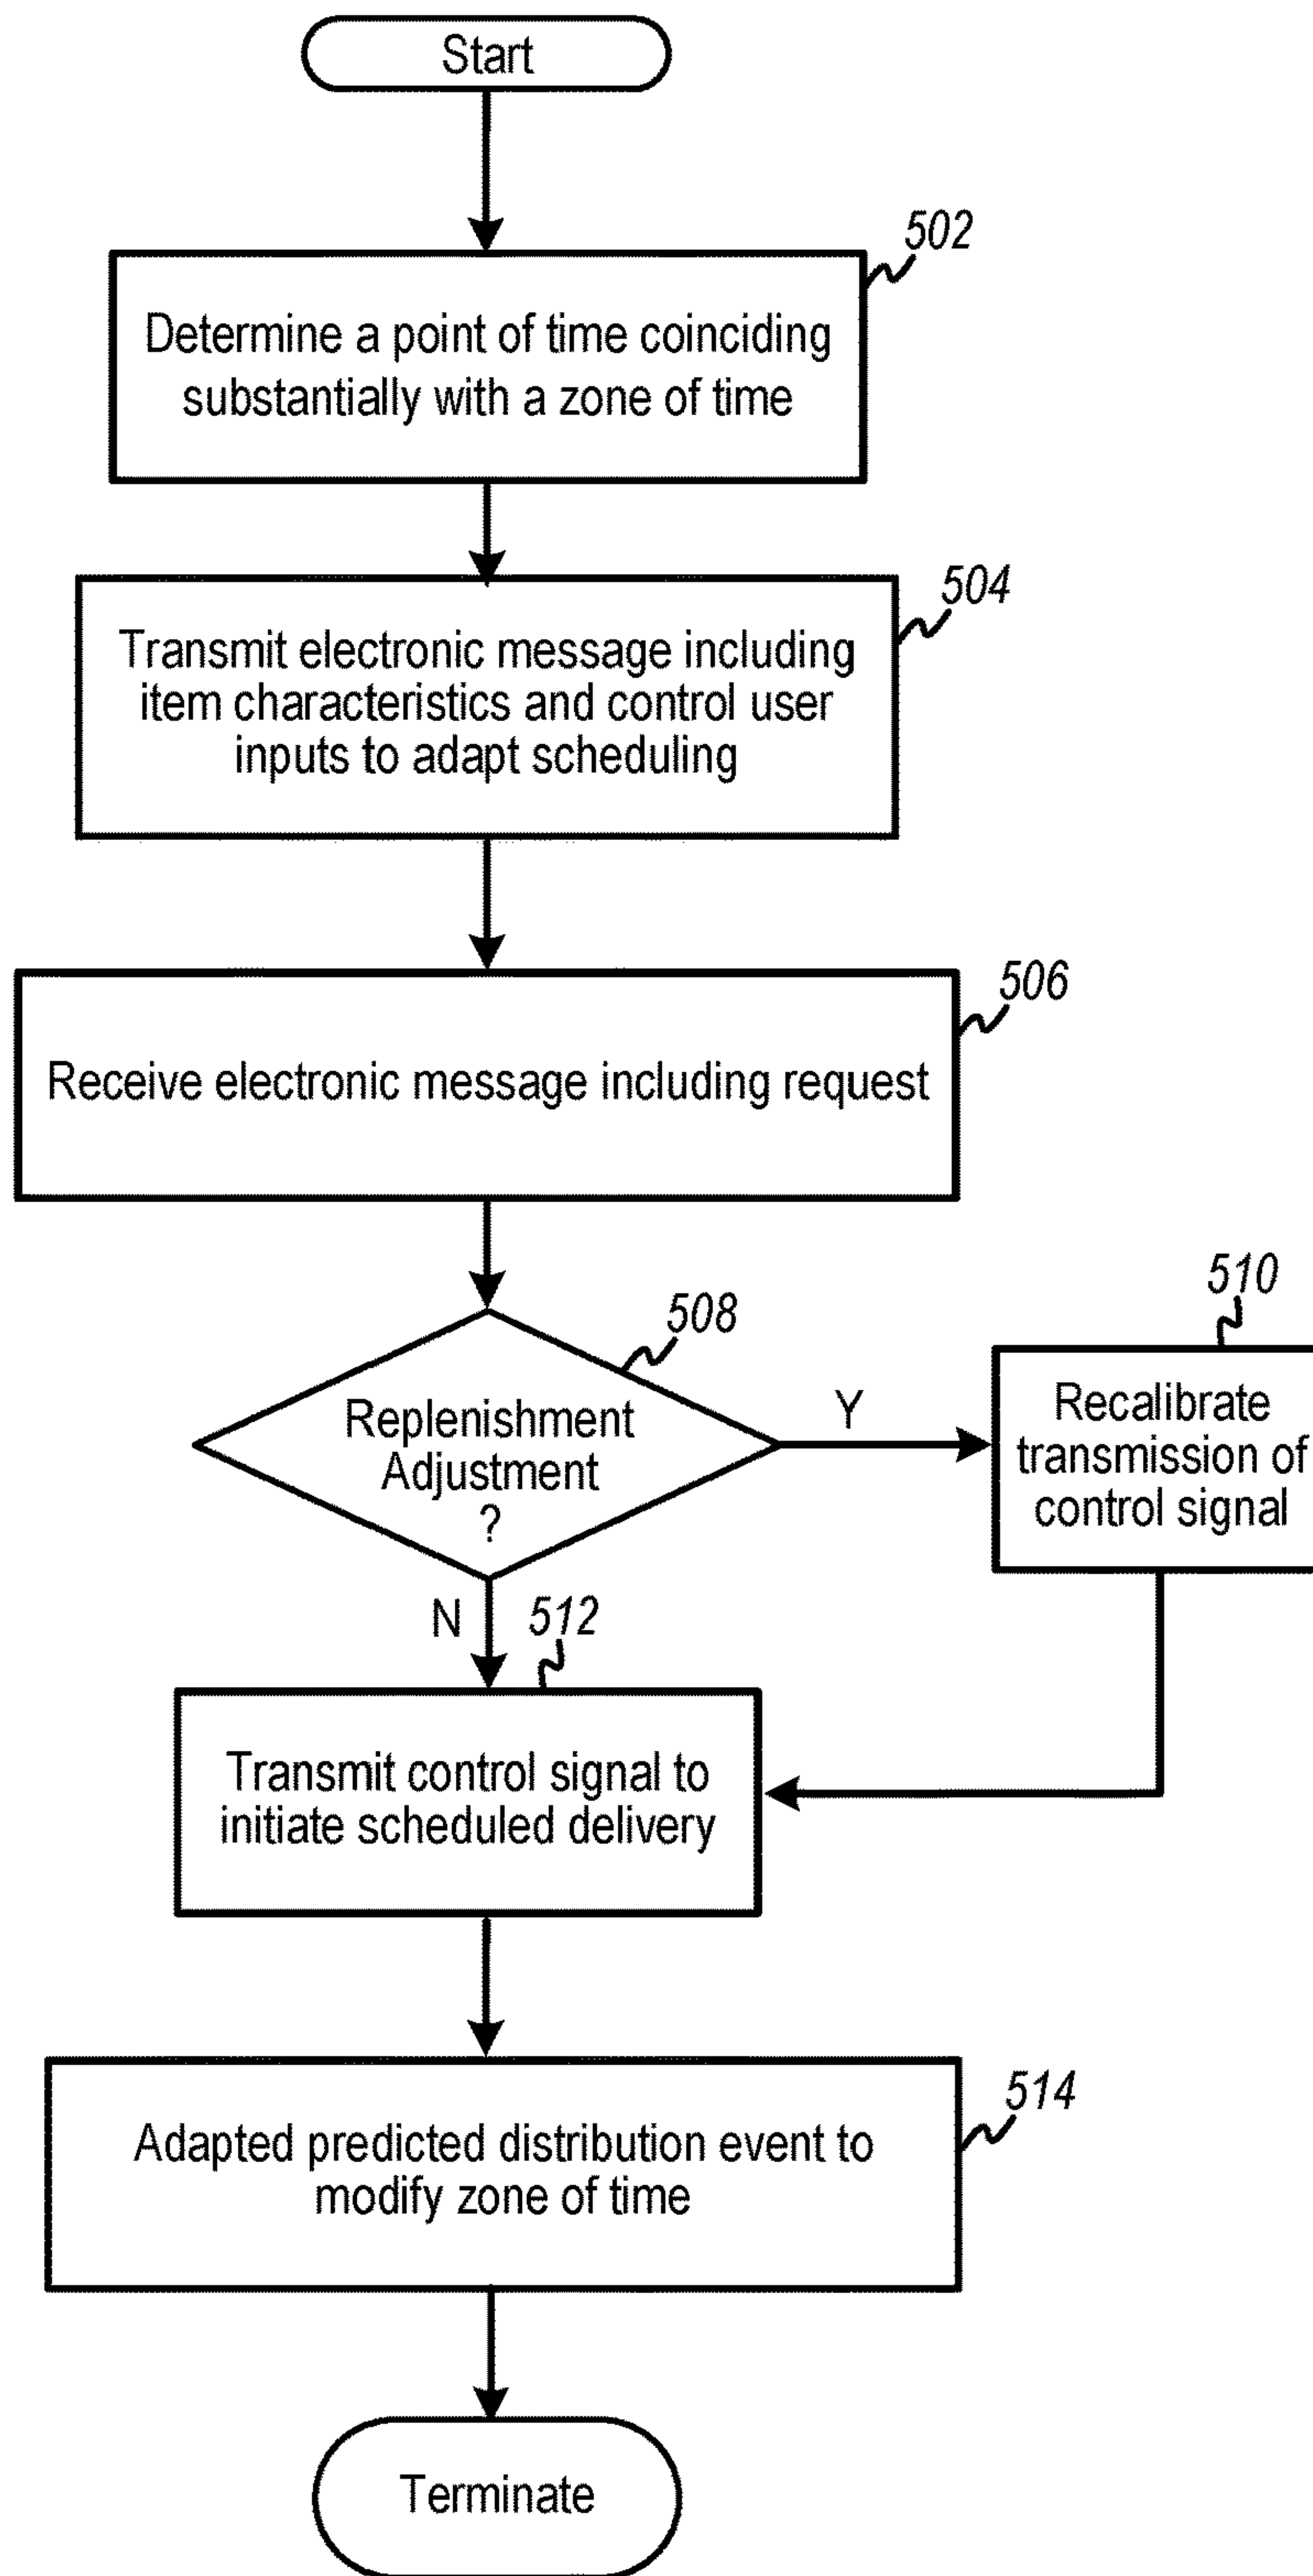 Start
502
Determine a point of time coinciding
substantially with a zone of time
504
Transmit electronic message including
item characteristics and control user
inputs to adapt scheduling
506
Receive electronic message including request
508
Replenishment
Adjustment
?
Y
510
Recalibrate
transmission of
control signal
N
512
Transmit control signal to
initiate scheduled delivery
514
Adapted predicted distribution event to
modify zone of time
Terminate